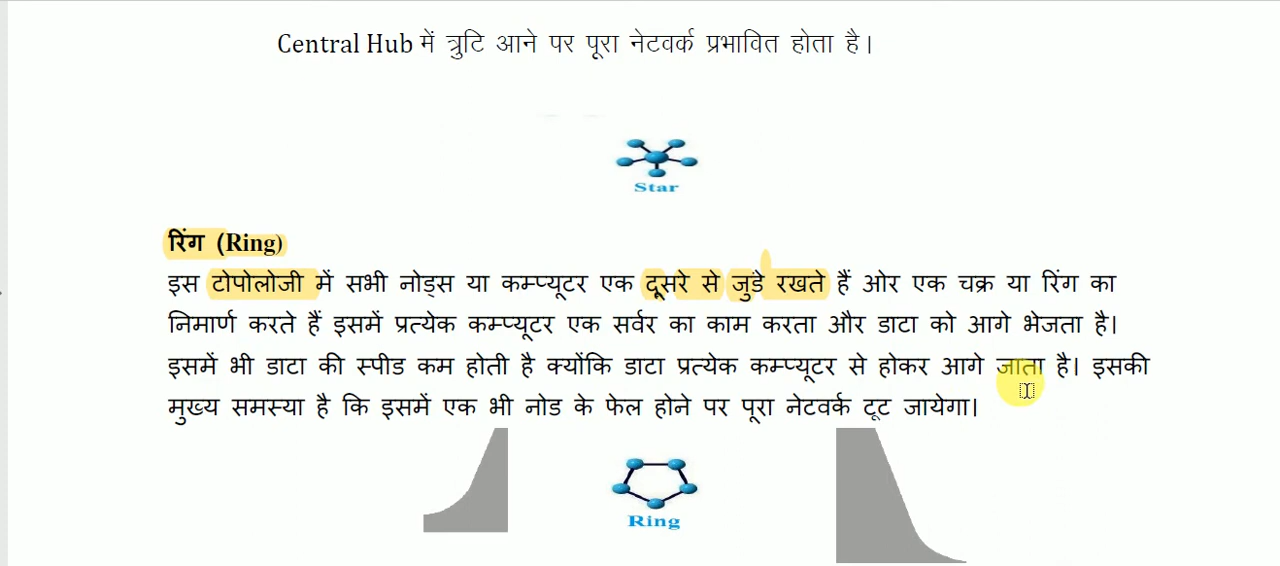 Central Hub में त्रुटि आने पर पूरा नेटवर्क प्रभावित होता है।
Star
रिंग (Ring)
इस टोपोलोजी में सभी नोड्स या कम्प्यूटर एक दूसरे से जुडे रखते हैं ओर एक चक्र या रिंग का
निमार्ण करते हैं इसमें प्रत्येक कम्प्यूटर एक सर्वर का काम करता और डाटा को आगे भेजता है।
इसमें भी डाटा की स्पीड कम होती है क्योंकि डाटा प्रत्येक कम्प्यूटर से होकर आगे जाता है। इसकी
मुख्य समस्या है कि इसमें एक भी नोड के फेल होने पर पूरा नेटवर्क टूट जायेगा।
Ring